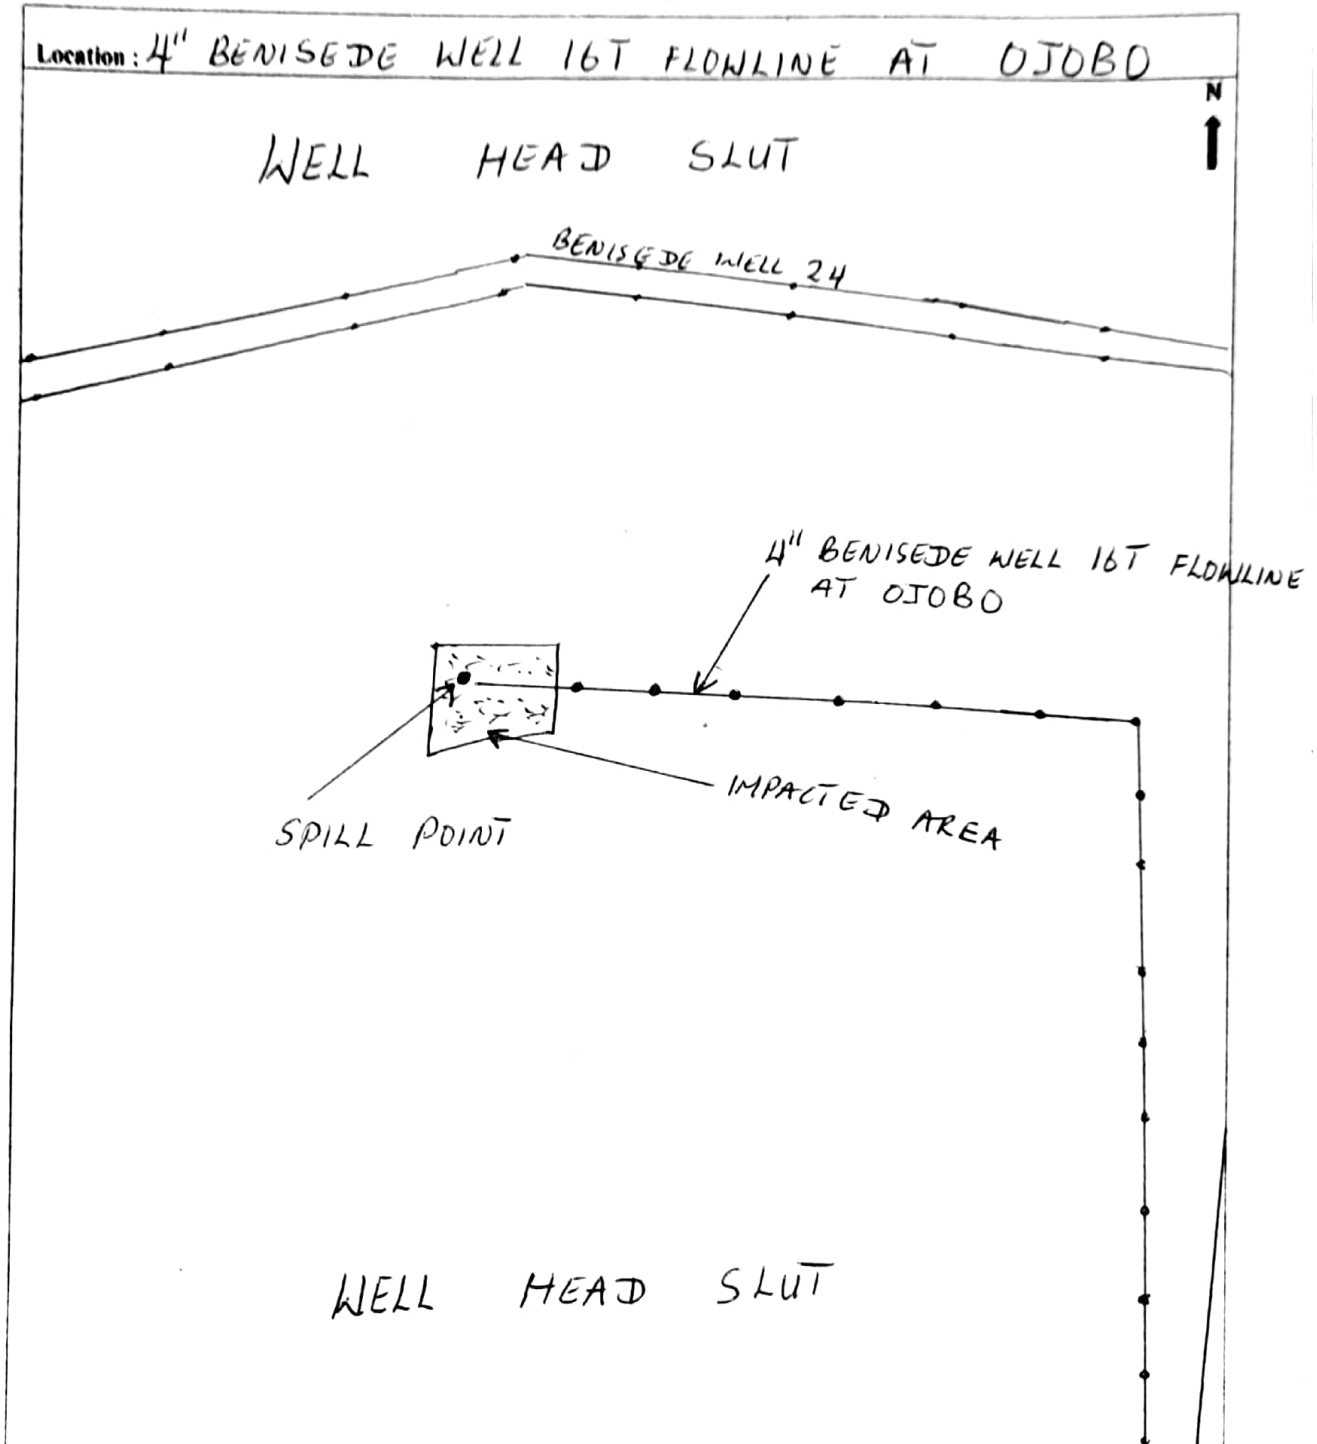 Location : 4" BENISEDE WELL 16T FLOWLINE AT OJOBO
N
WELL HEAD SLUT
BENISEDE WELL 24
4" BENISEDE WELL 16T FLOWLINE
AT OJOBO
IMPACTED AREA
SPILL POINT
WELL HEAD SLUT